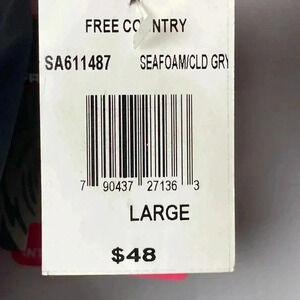 FREE COUNTRY
SA611487 SEAFOAM/CLD GRY
7 90437 27136 3
LARGE
$48